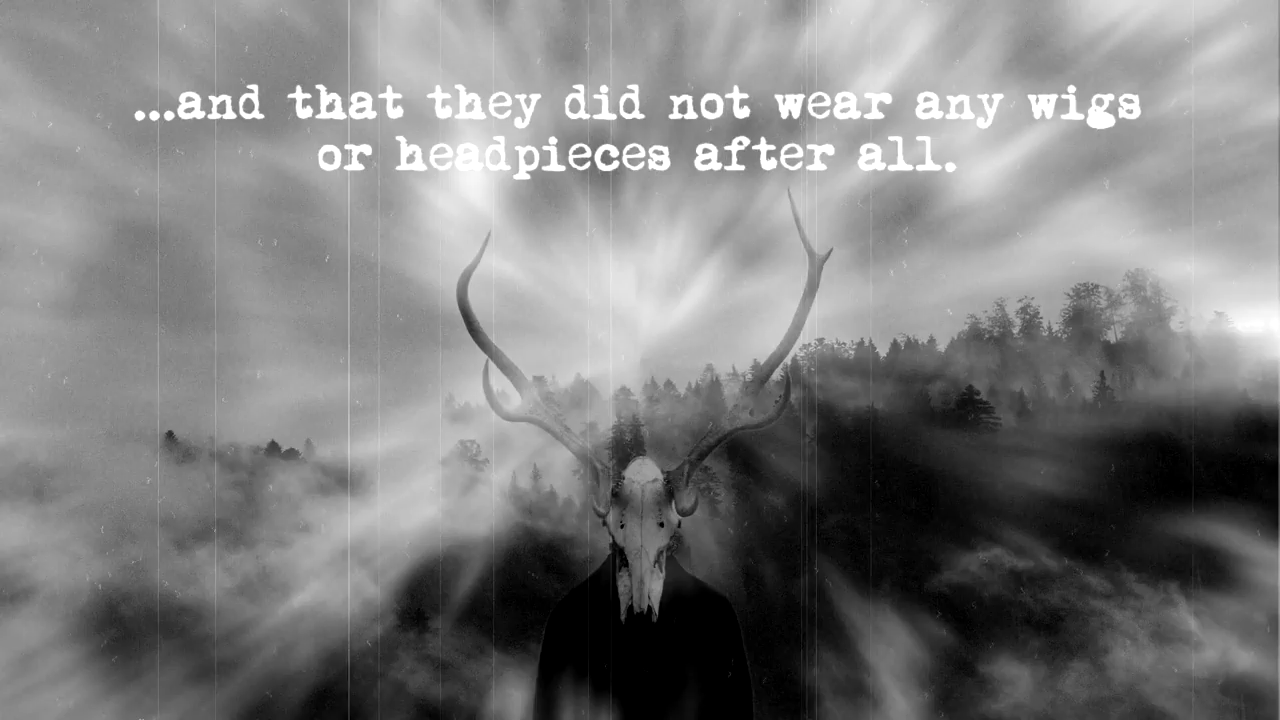 ...and that they did not wear any wigs
or headpieces after all.